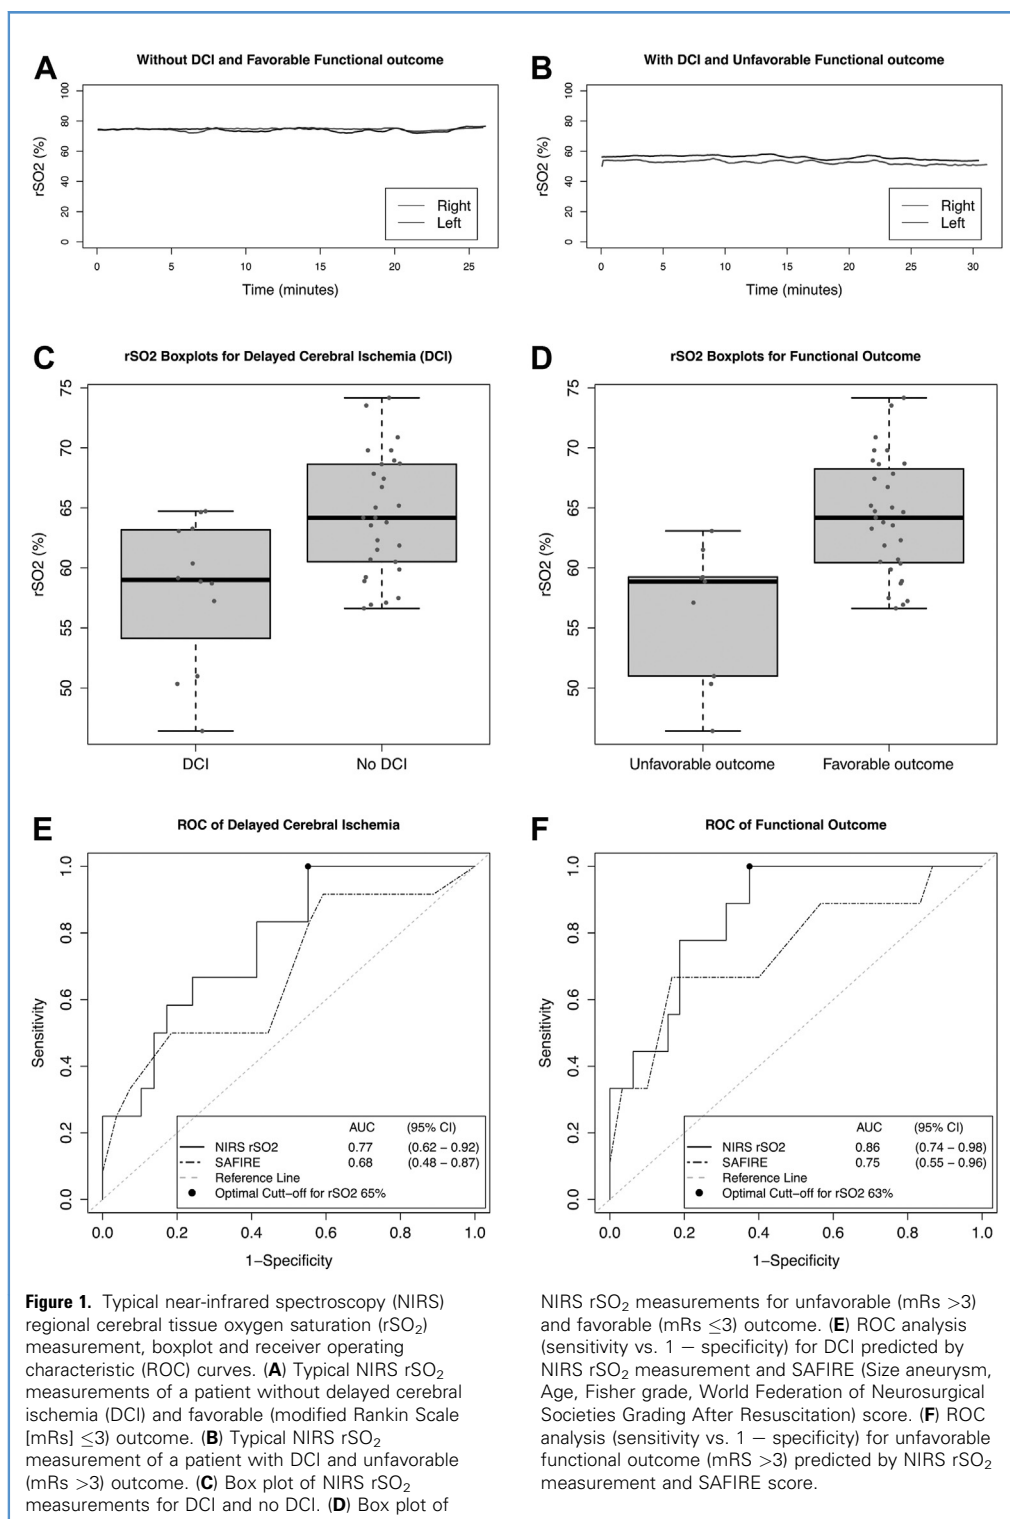 A
Without DCI and Favorable Functional outcome
rSO2 (%)
100
80
60
40
20
0
Right
Left
0 5 10 15 20 25
Time (minutes)
B
With DCI and Unfavorable Functional outcome
rSO2 (%)
100
80
60
40
20
0
Right
Left
0 5 10 15 20 25 30
Time (minutes)
C
rSO2 Boxplots for Delayed Cerebral Ischemia (DCI)
rSO2 (%)
75
70
65
60
55
50
DCI No DCI
D
rSO2 Boxplots for Functional Outcome
rSO2 (%)
75
70
65
60
55
50
Unfavorable outcome Favorable outcome
E
ROC of Delayed Cerebral Ischemia
Sensitivity
1.0
0.8
0.6
0.4
0.2
0.0
AUC (95% CI)
NIRS rSO2 0.77 (0.62 – 0.92)
SAFIRE 0.68 (0.48 – 0.87)
Reference Line
Optimal Cutt–off for rSO2 65%
0.0 0.2 0.4 0.6 0.8 1.0
1–Specificity
F
ROC of Functional Outcome
Sensitivity
1.0
0.8
0.6
0.4
0.2
0.0
AUC (95% CI)
NIRS rSO2 0.86 (0.74 – 0.98)
SAFIRE 0.75 (0.55 – 0.96)
Reference Line
Optimal Cutt–off for rSO2 63%
0.0 0.2 0.4 0.6 0.8 1.0
1–Specificity
Figure 1. Typical near-infrared spectroscopy (NIRS)
regional cerebral tissue oxygen saturation (rSO₂)
measurement, boxplot and receiver operating
characteristic (ROC) curves. (A) Typical NIRS rSO₂
measurements of a patient without delayed cerebral
ischemia (DCI) and favorable (modified Rankin Scale
[mRs] ≤3) outcome. (B) Typical NIRS rSO₂
measurement of a patient with DCI and unfavorable
(mRs >3) outcome. (C) Box plot of NIRS rSO₂
measurements for DCI and no DCI. (D) Box plot of
NIRS rSO₂ measurements for unfavorable (mRs >3)
and favorable (mRs ≤3) outcome. (E) ROC analysis
(sensitivity vs. 1 − specificity) for DCI predicted by
NIRS rSO₂ measurement and SAFIRE (Size aneurysm,
Age, Fisher grade, World Federation of Neurosurgical
Societies Grading After Resuscitation) score. (F) ROC
analysis (sensitivity vs. 1 − specificity) for unfavorable
functional outcome (mRS >3) predicted by NIRS rSO₂
measurement and SAFIRE score.